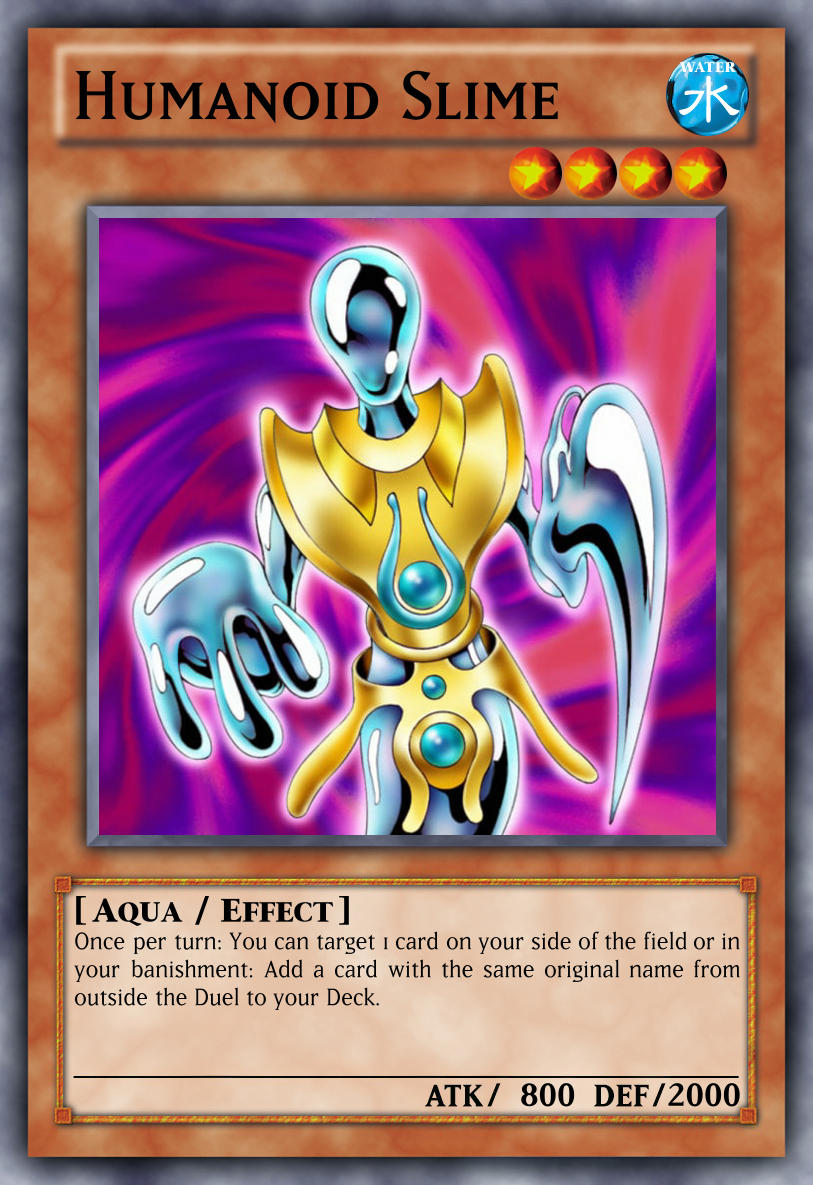 Humanoid Slime
WATER
水
[ Aqua / Effect ]
Once per turn: You can target 1 card on your side of the field or in
your banishment: Add a card with the same original name from
outside the Duel to your Deck.
ATK/ 800 DEF/2000